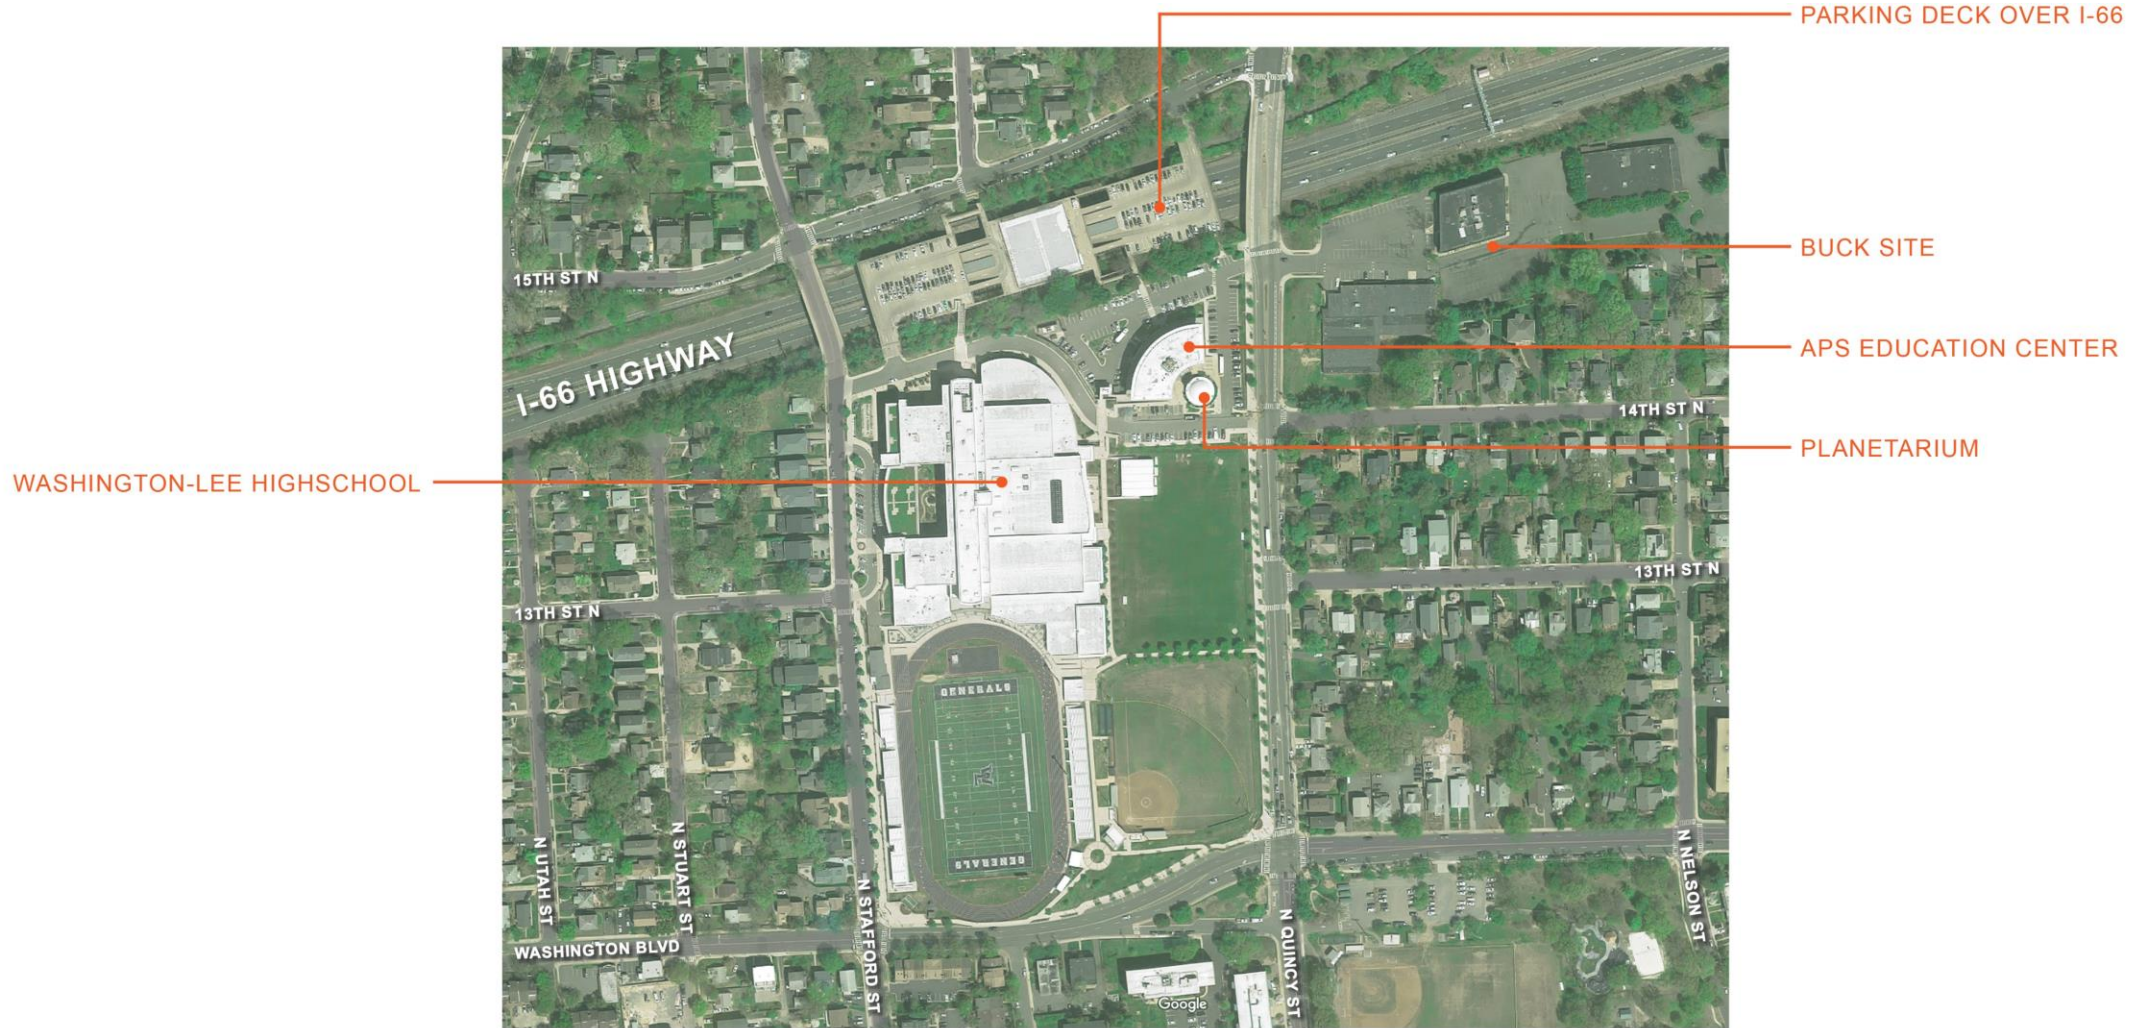 PARKING DECK OVER I-66
BUCK SITE
15TH ST N
I-66 HIGHWAY
APS EDUCATION CENTER
14TH ST N
PLANETARIUM
WASHINGTON-LEE HIGHSCHOOL
13TH ST N
13TH ST N
GENERALS
WL
GENERALS
N UTAH ST
N STUART ST
N STAFFORD ST
N QUINCY ST
N NELSON ST
WASHINGTON BLVD
Google